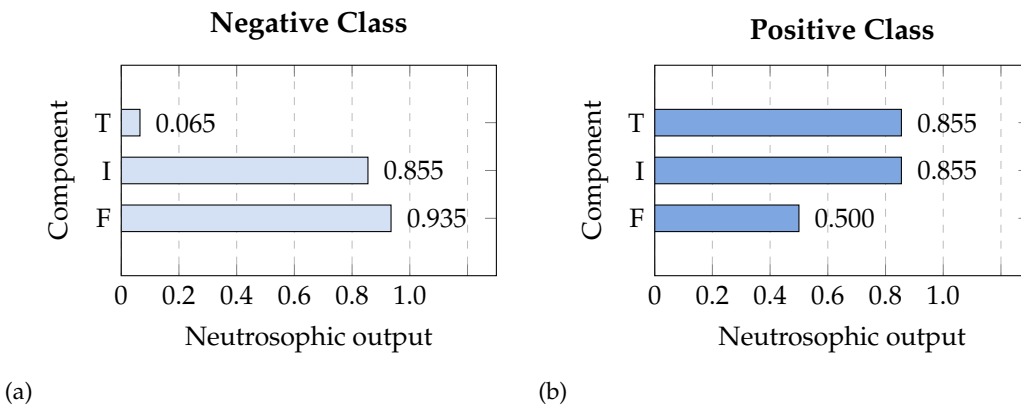 Negative Class
Component
T 0.065
I 0.855
F 0.935
0 0.2 0.4 0.6 0.8 1.0
Neutrosophic output
(a)
Positive Class
Component
T 0.855
I 0.855
F 0.500
0 0.2 0.4 0.6 0.8 1.0
Neutrosophic output
(b)